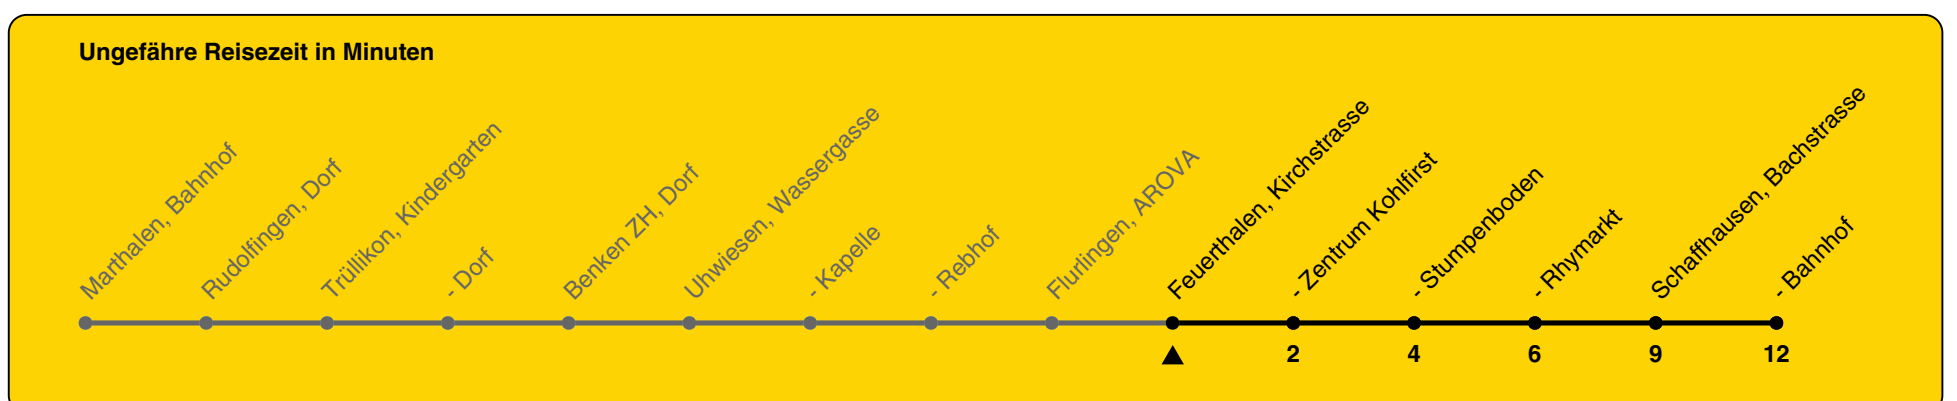 Ungefähre Reisezeit in Minuten
Marthalen, Bahnhof
Rudolfingen, Dorf
Trüllikon, Kindergarten
- Dorf
Benken ZH, Dorf
Uhwiesen, Wassergasse
- Kapelle
- Rebhof
Flurlingen, AROVA
Feuerthalen, Kirchstrasse
- Zentrum Kohlfirst
- Stumpenboden
- Rhymarkt
Schaffhausen, Bachstrasse
- Bahnhof
2 4 6 9 12